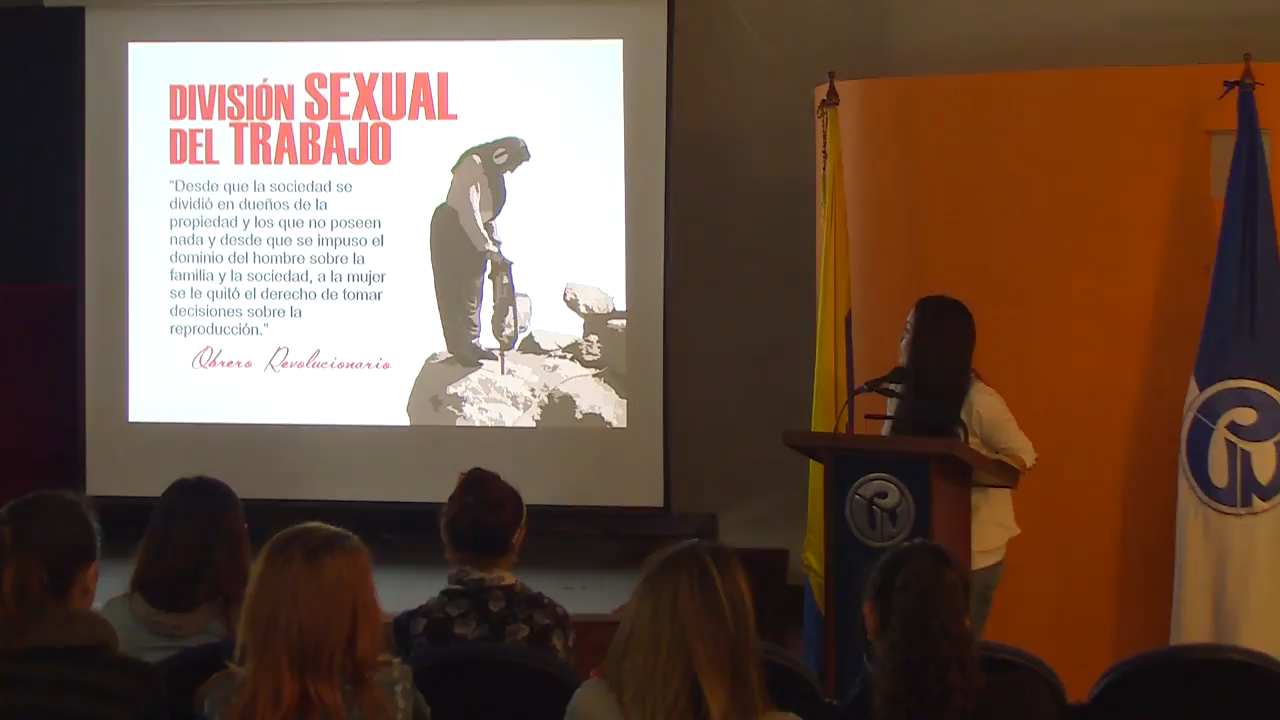 DIVISIÓN SEXUAL
DEL TRABAJO
"Desde que la sociedad se
dividió en dueños de la
propiedad y los que no poseen
nada y desde que se impuso el
dominio del hombre sobre la
familia y la sociedad, a la mujer
se le quitó el derecho de tomar
decisiones sobre la
reproducción."
Obrero Revolucionario